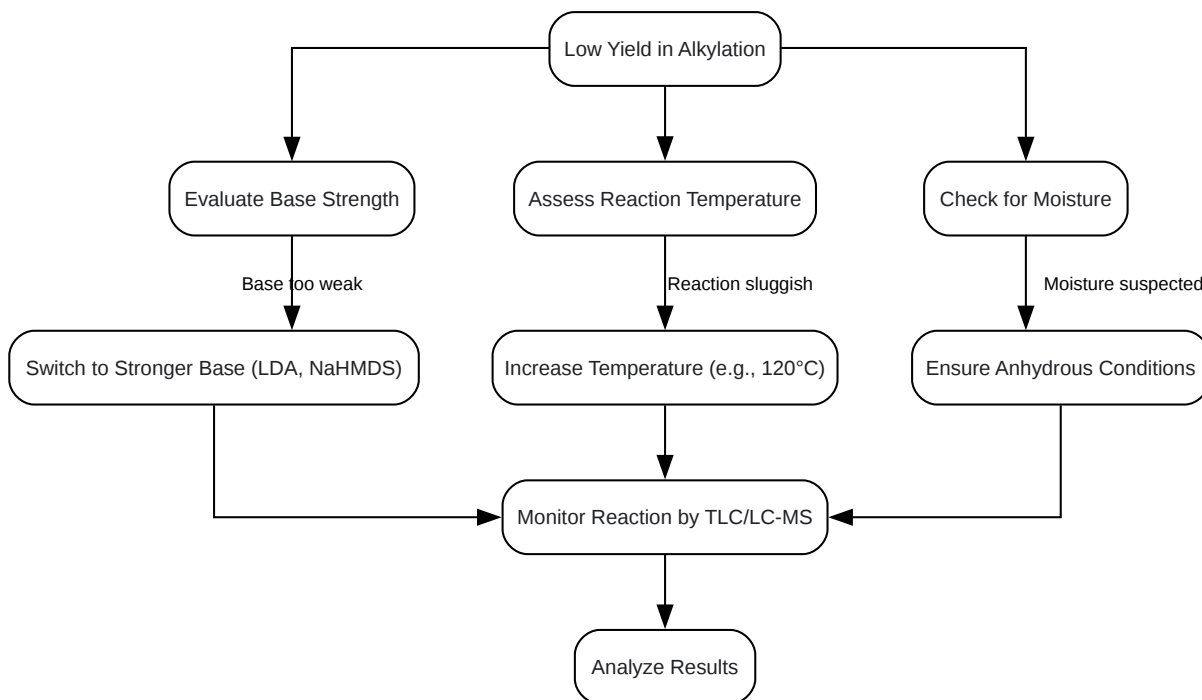 Low Yield in Alkylation
Evaluate Base Strength
Assess Reaction Temperature
Check for Moisture
Base too weak
Reaction sluggish
Moisture suspected
Switch to Stronger Base (LDA, NaHMDS)
Increase Temperature (e.g., 120°C)
Ensure Anhydrous Conditions
Monitor Reaction by TLC/LC-MS
Analyze Results